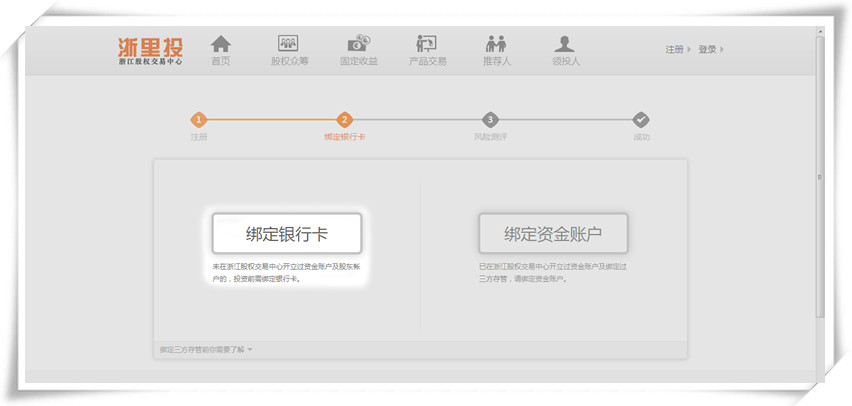 浙里投
浙江股权交易中心
首页
股权众筹
固定收益
产品交易
推荐人
领投人
注册
登录
1
2
3
注册
绑定银行卡
风险测评
成功
绑定银行卡
未在浙江股权交易中心开立过资金账户及股东帐
户的，投资前需绑定银行卡。
绑定资金账户
已在浙江股权交易中心开立过资金账户及绑定过
三方存管，请绑定资金账户。
绑定三方存管前你需要了解